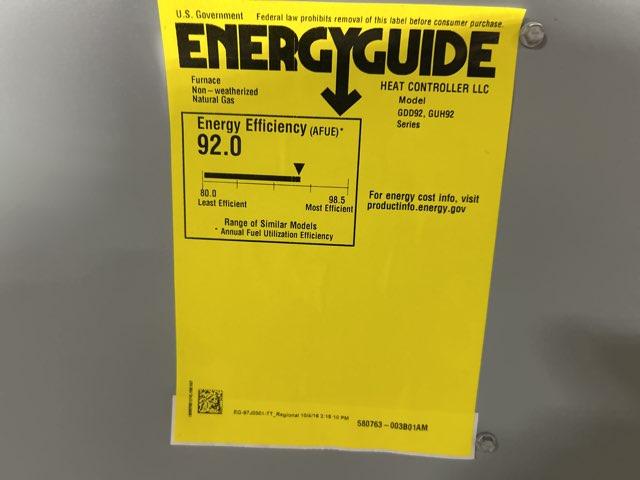 U.S. Government Federal law prohibits removal of this label before consumer purchase.
ENERGYGUIDE
Furnace
Non-weatherized
Natural Gas
HEAT CONTROLLER LLC
Model
GDD92, GUH92
Series
Energy Efficiency (AFUE)*
92.0
80.0
Least Efficient
98.5
Most Efficient
Range of Similar Models
* Annual Fuel Utilization Efficiency
For energy cost info, visit
productinfo.energy.gov
580763-003B01AM